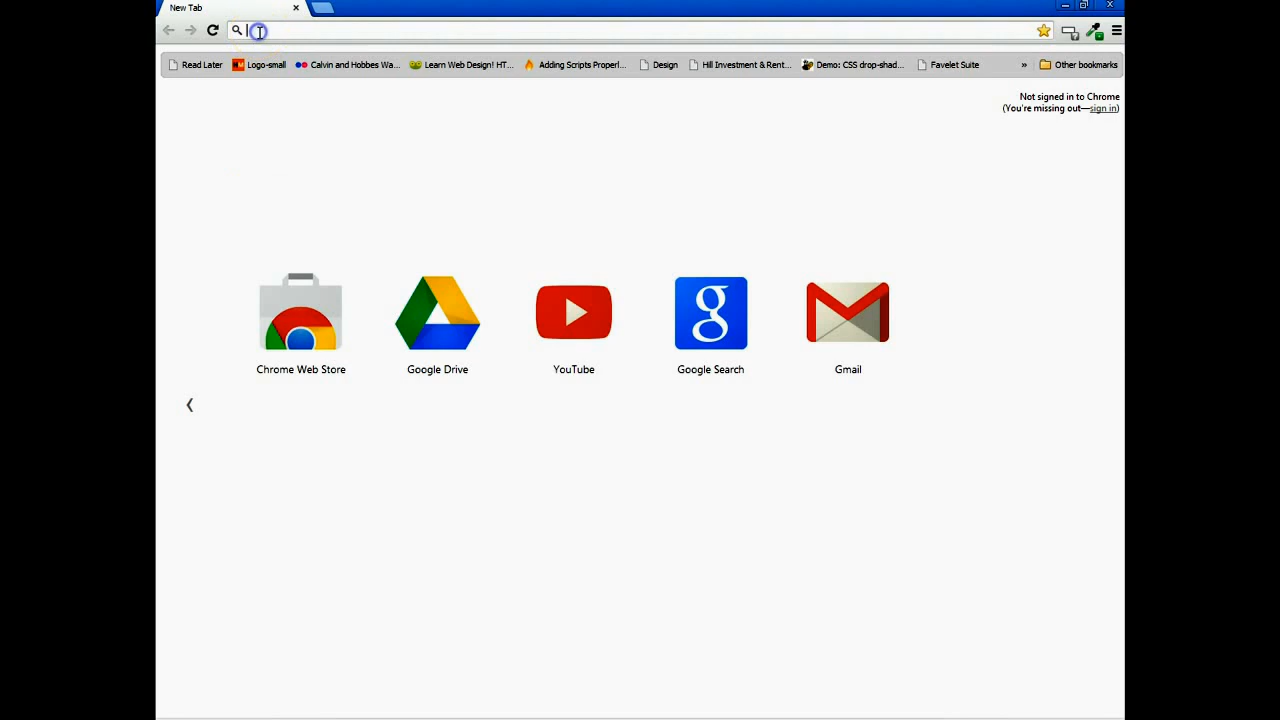 New Tab
Read Later Logo-small Calvin and Hobbes Wa... Learn Web Design! HT... Adding Scripts Properl... Design Hill Investment & Rent... Demo: CSS drop-shad... Favelet Suite » Other bookmarks
Not signed in to Chrome
(You're missing out—sign in)
Chrome Web Store Google Drive YouTube Google Search Gmail